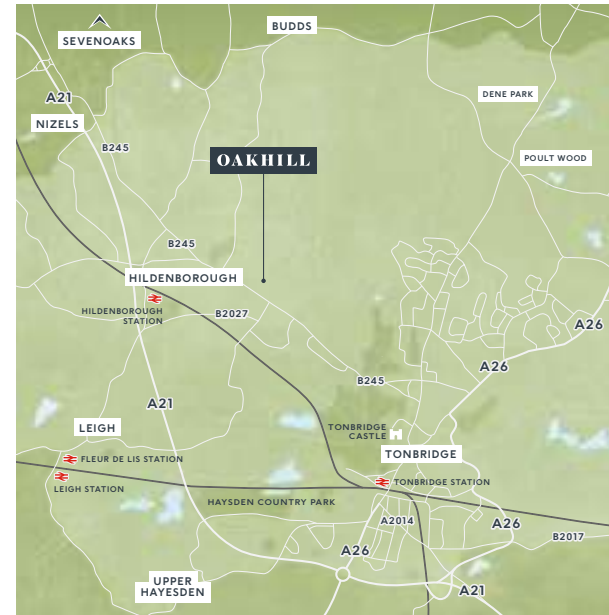 SEVENOAKS
BUDDS
A21
DENE PARK
NIZELS
B245
OAKHILL
POULT WOOD
B245
HILDENBOROUGH
HILDENBOROUGH
STATION
B2027
A26
A26
B245
A21
LEIGH
TONBRIDGE
CASTLE
TONBRIDGE
FLEUR DE LIS STATION
LEIGH STATION
TONBRIDGE STATION
HAYSDEN COUNTRY PARK
A2014
A26
B2017
A26
UPPER
HAYESDEN
A21